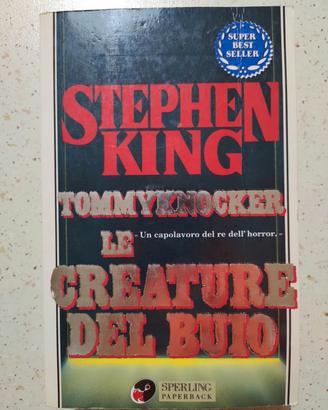 SUPER
BEST
SELLER
STEPHEN
KING
TOMMYKNOCKER
- Un capolavoro del re dell'horror. -
LE
CREATURE
DEL BUIO
SPERLING
PAPERBACK